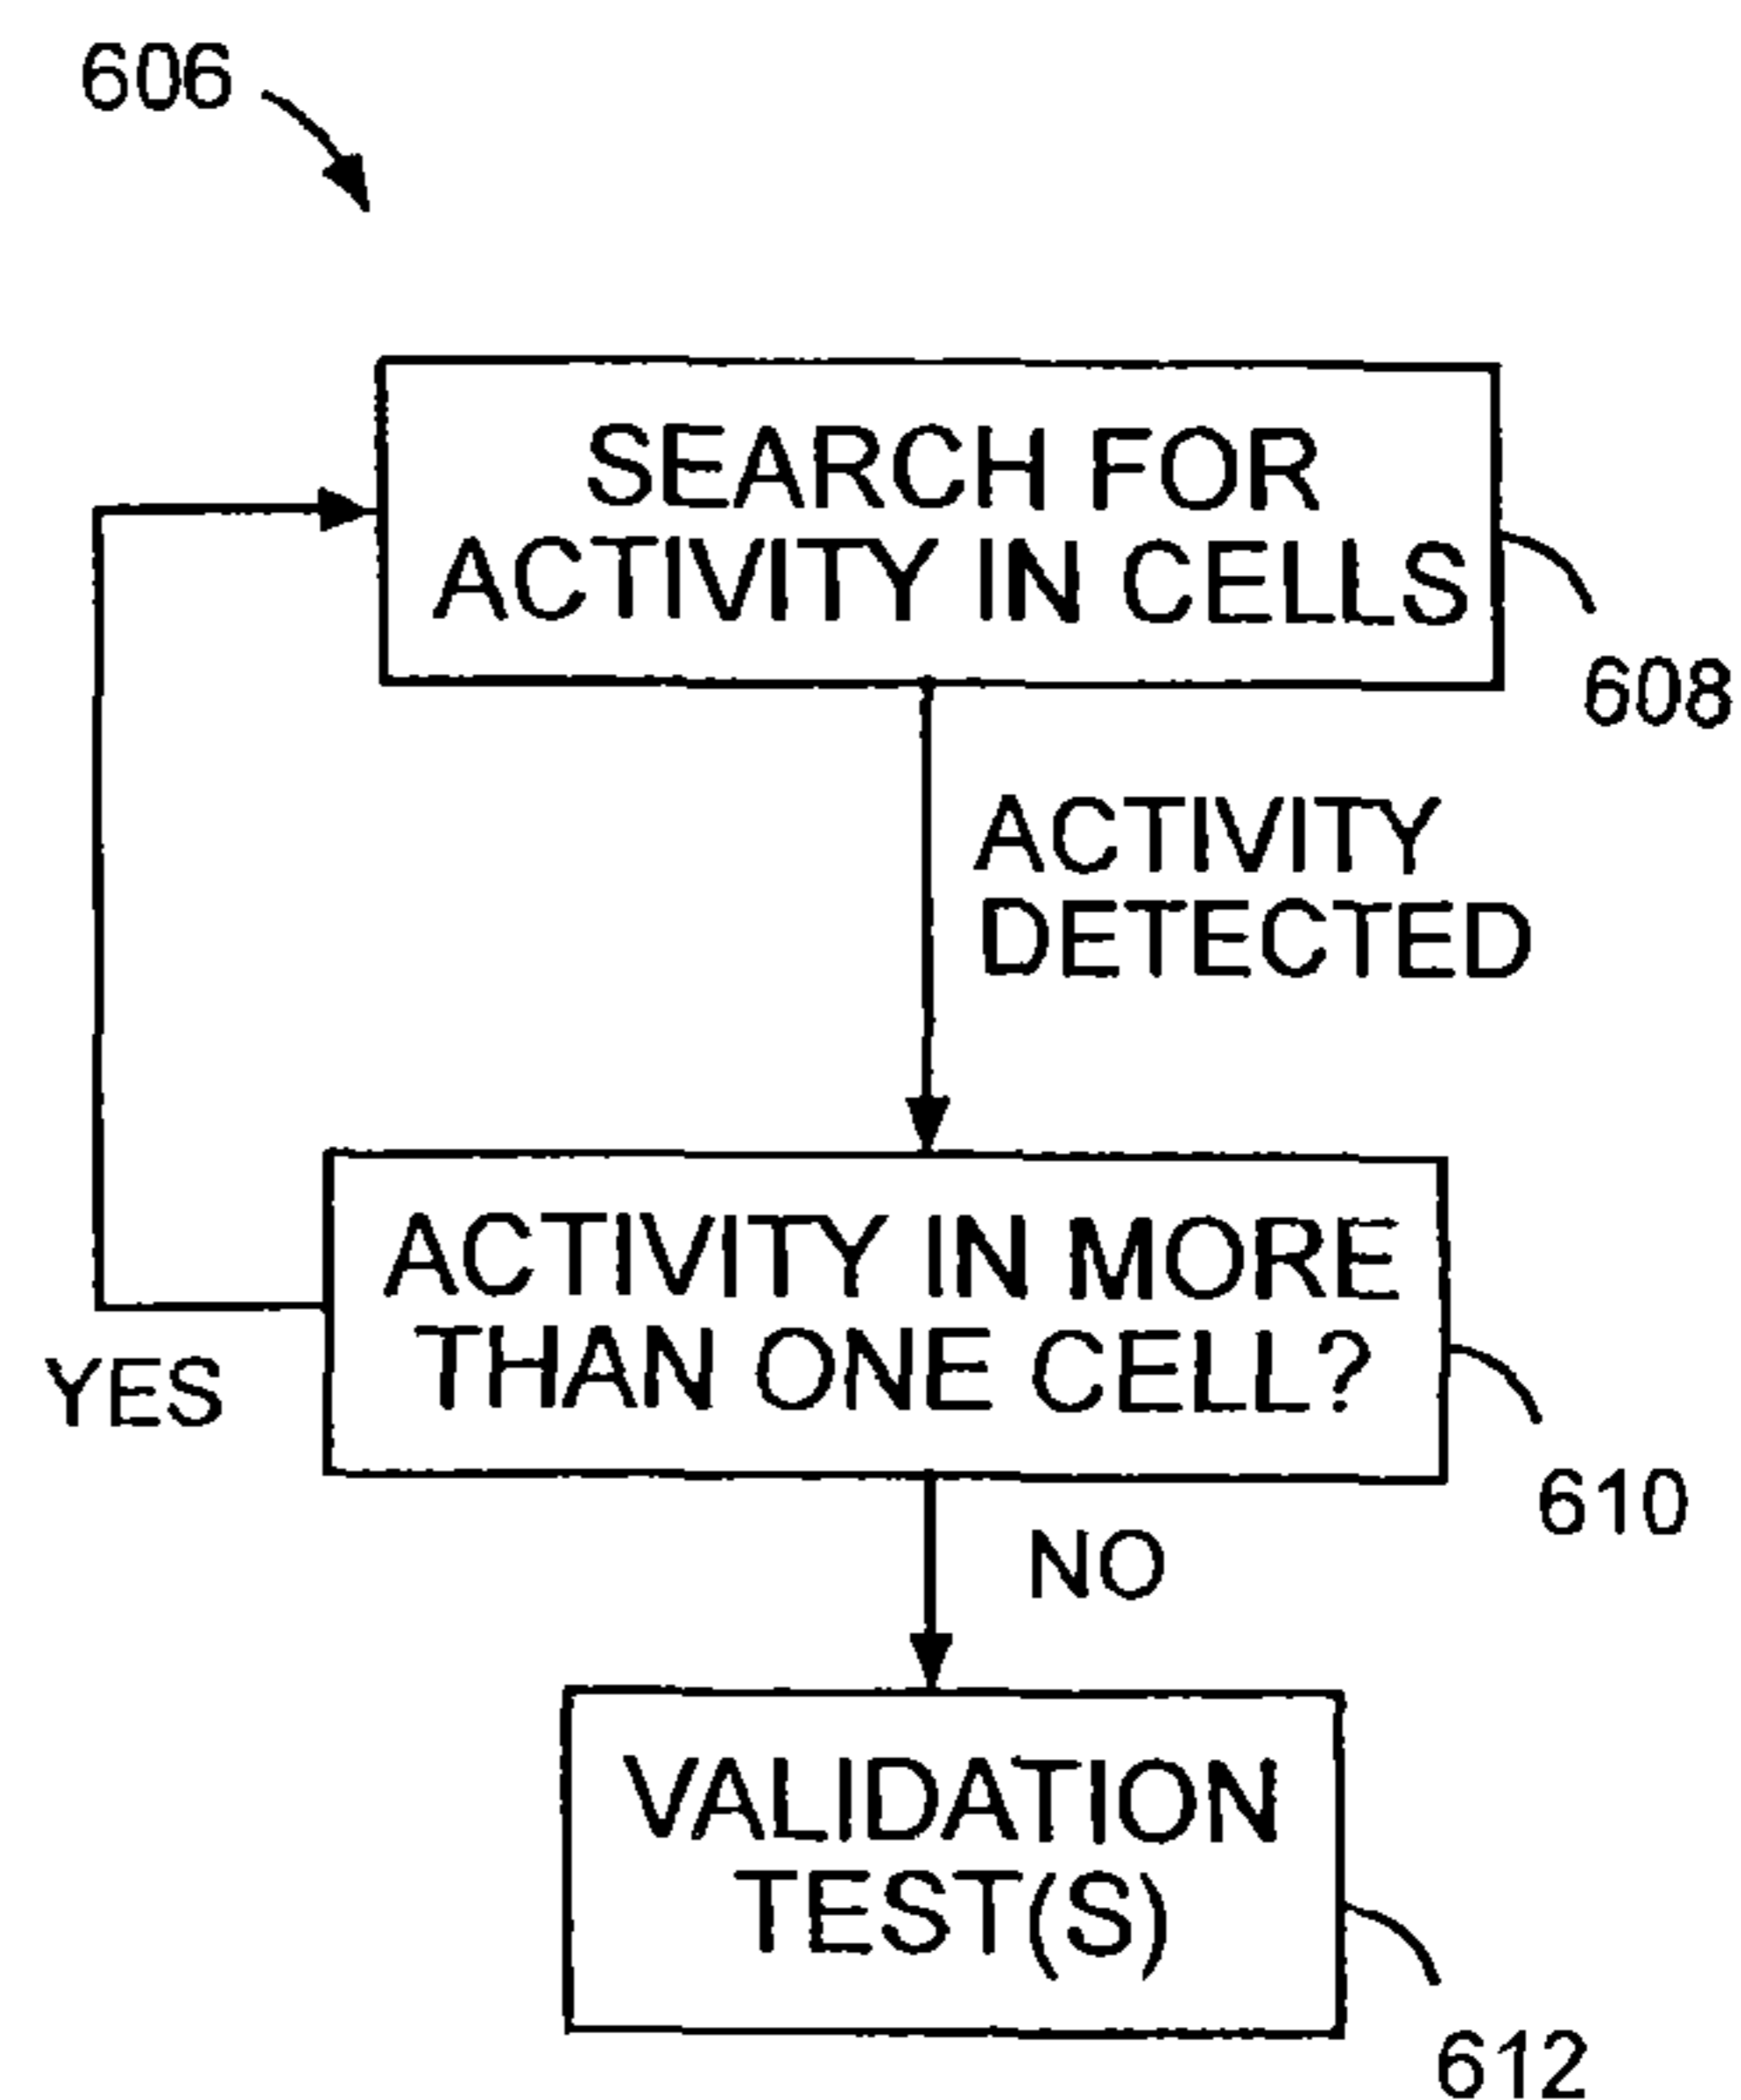 606
SEARCH FOR
ACTIVITY IN CELLS
608
ACTIVITY
DETECTED
ACTIVITY IN MORE
THAN ONE CELL?
YES
610
NO
VALIDATION
TEST(S)
612